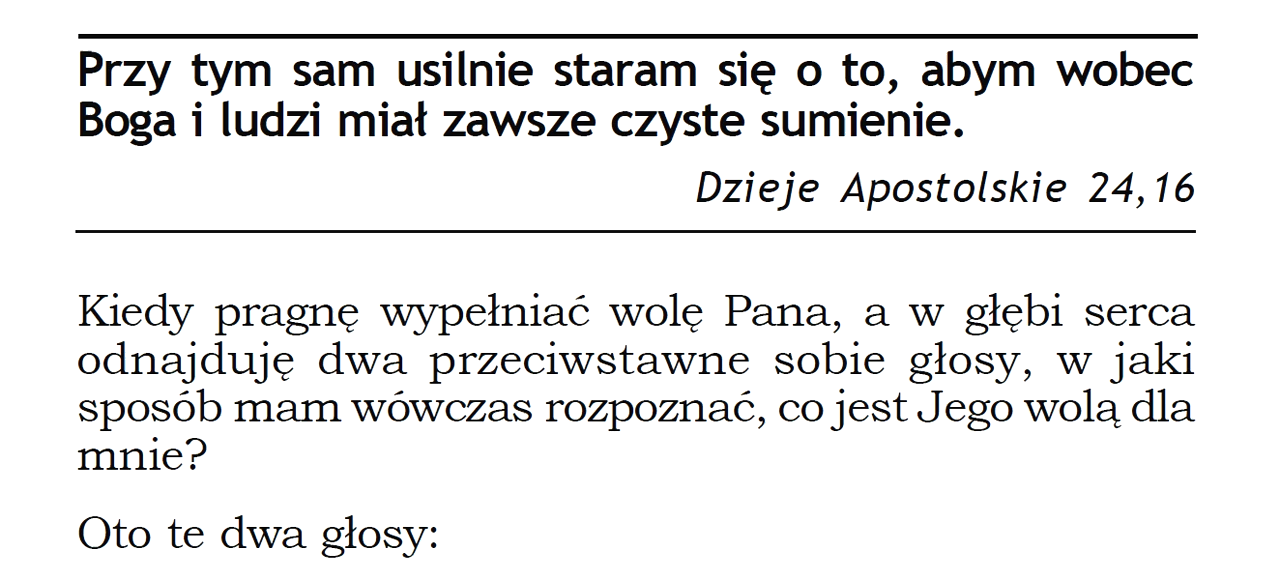 Przy tym sam usilnie staram się o to, abym wobec
Boga i ludzi miał zawsze czyste sumienie.
Dzieje Apostolskie 24,16
Kiedy pragnę wypełniać wolę Pana, a w głębi serca
odnajduję dwa przeciwstawne sobie głosy, w jaki
sposób mam wówczas rozpoznać, co jest Jego wolą dla
mnie?
Oto te dwa głosy: